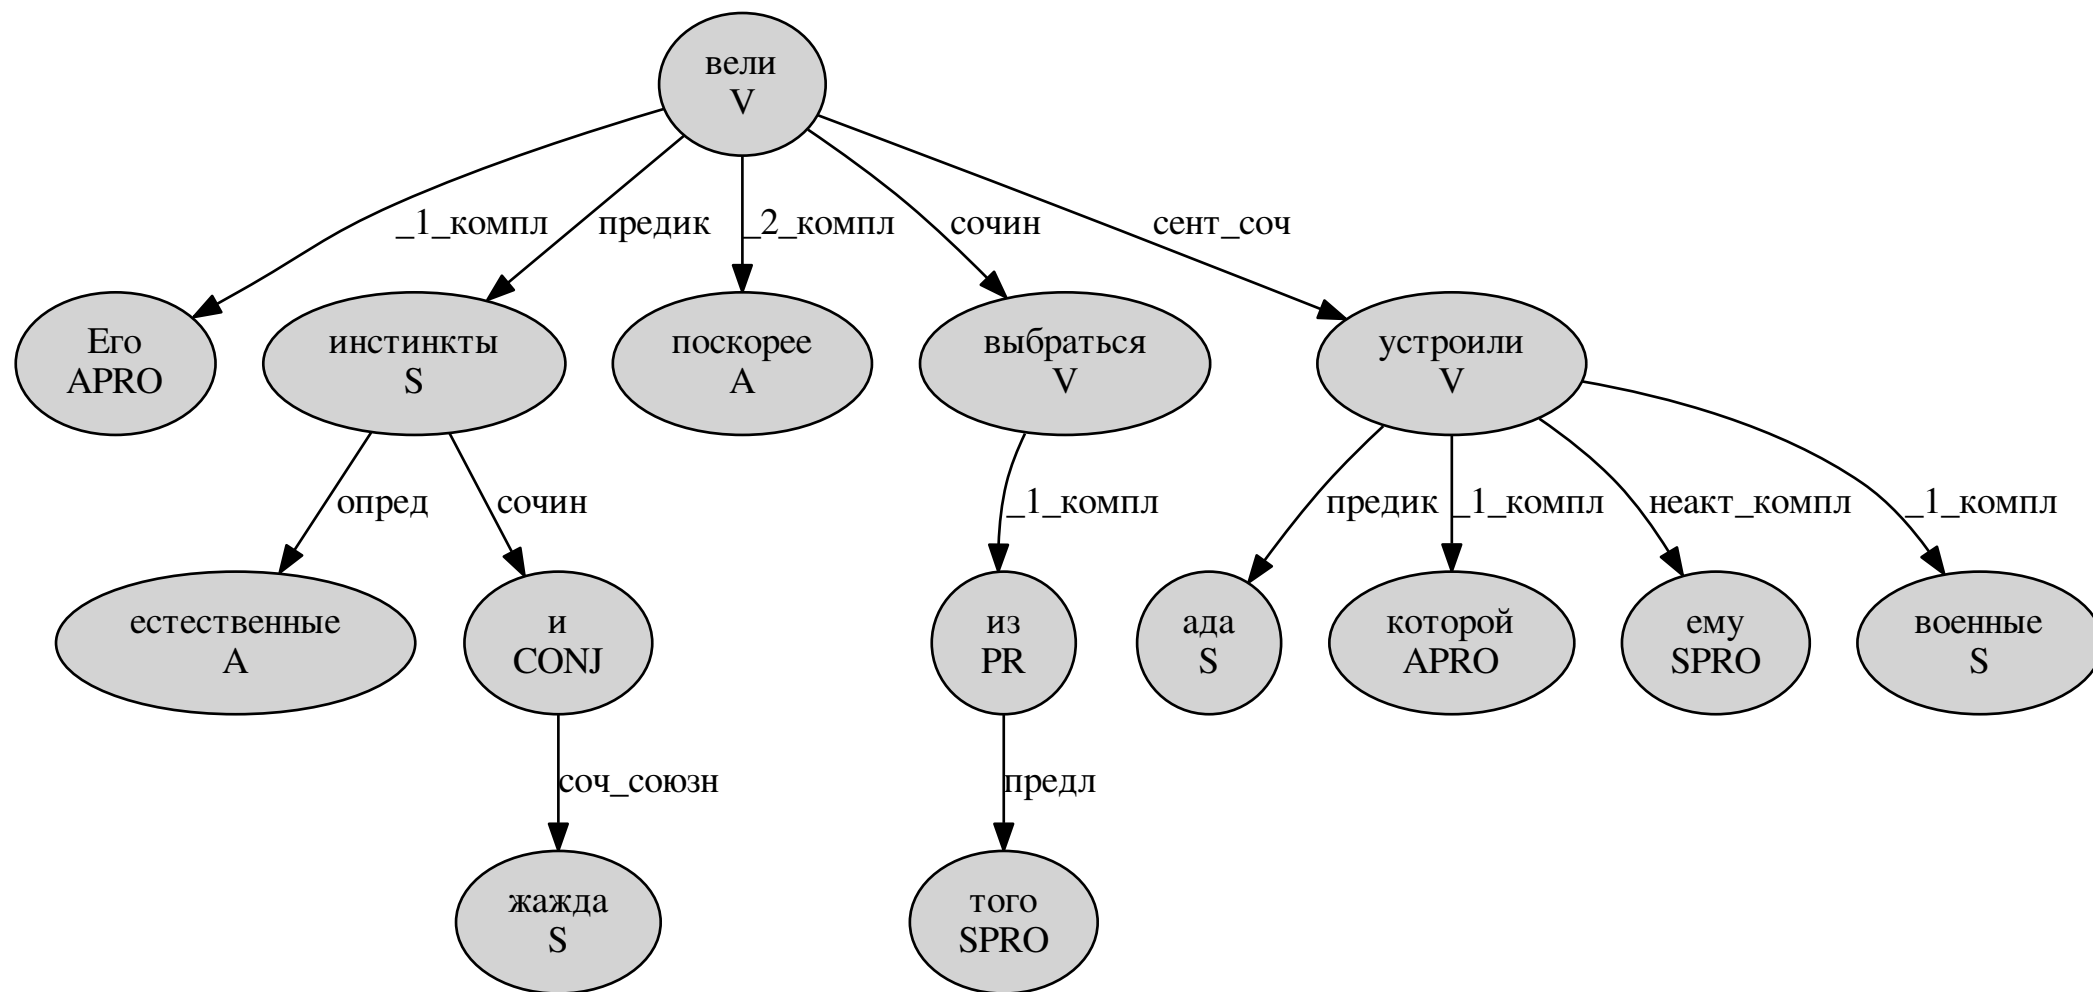 вели
V
_1_компл
предик
_2_компл
сочин
сент_соч
Его
APRO
инстинкты
S
поскорее
A
выбраться
V
устроили
V
опред
сочин
_1_компл
предик
_1_компл
неакт_компл
_1_компл
естественные
A
и
CONJ
из
PR
ада
S
которой
APRO
ему
SPRO
военные
S
соч_союзн
предл
жажда
S
того
SPRO